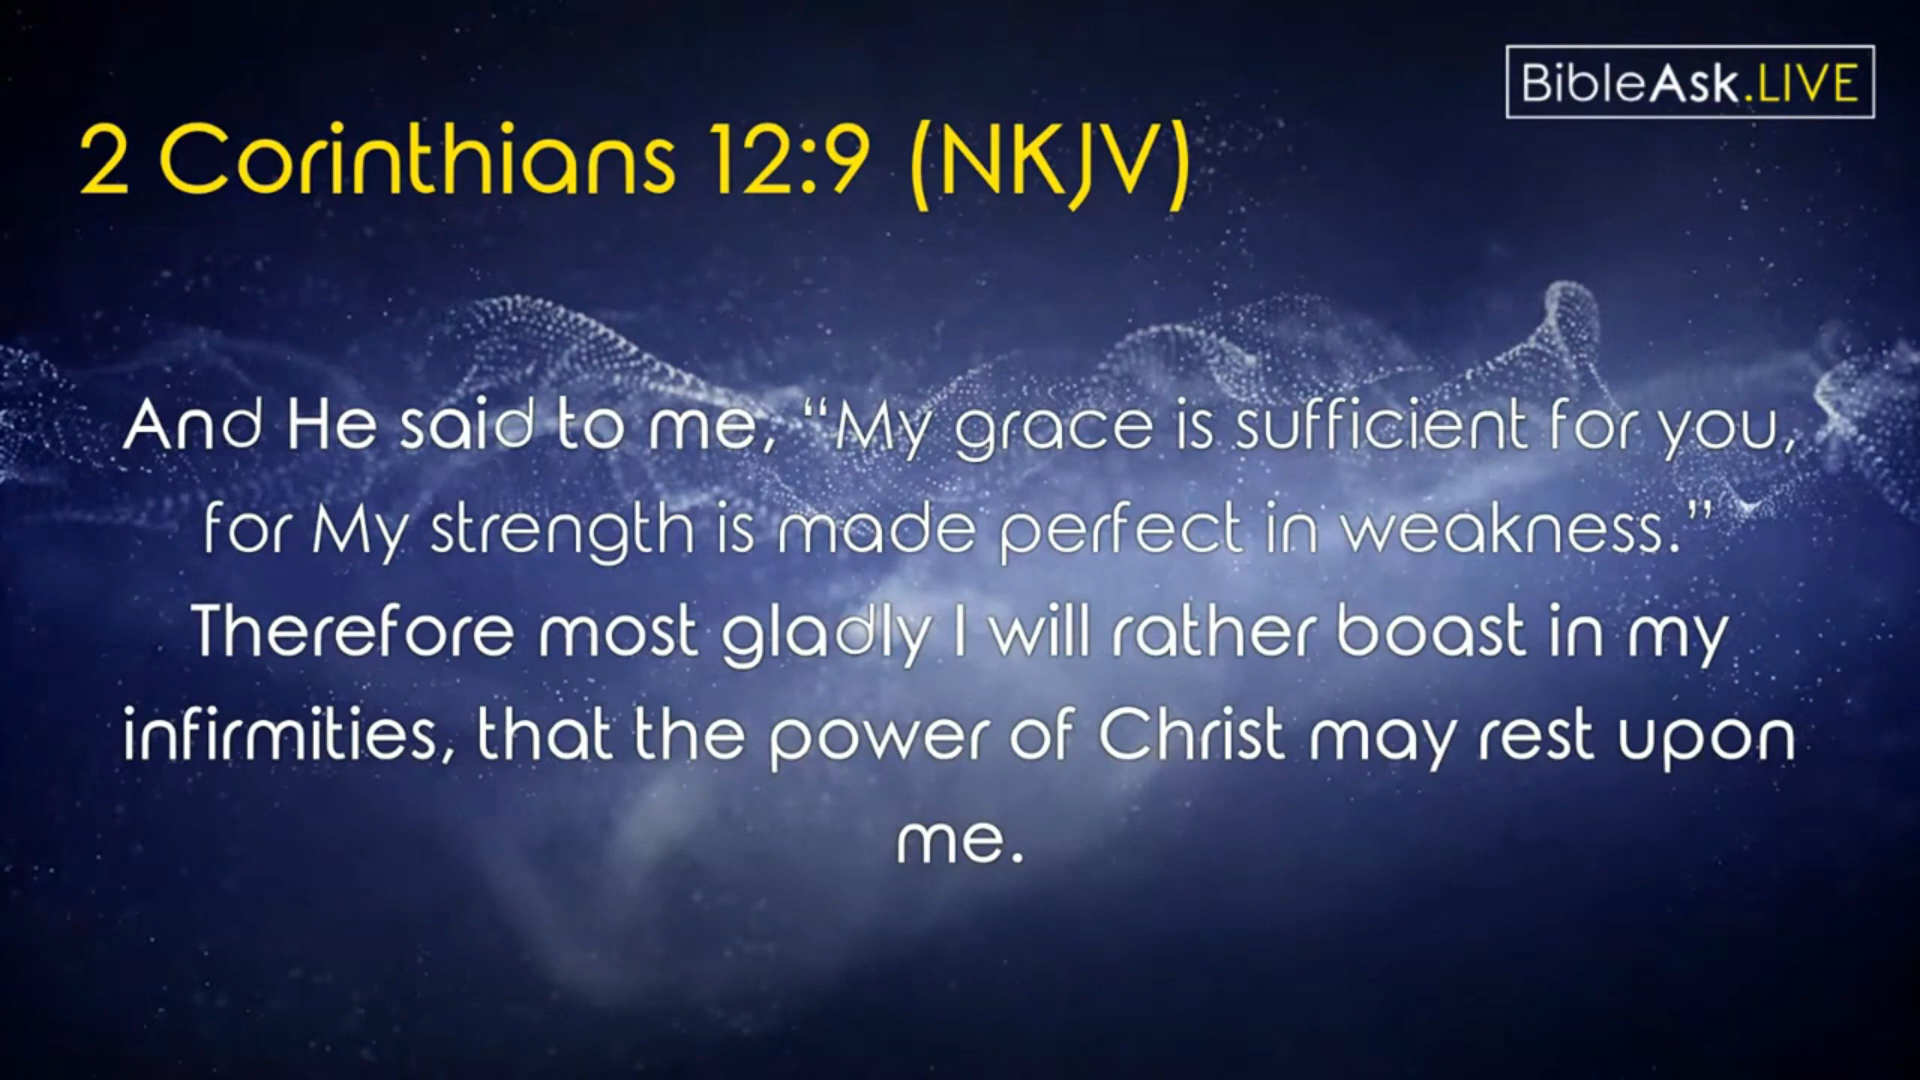 BibleAsk.LIVE
2 Corinthians 12:9 (NKJV)
And He said to me, “My grace is sufficient for you,
for My strength is made perfect in weakness.”
Therefore most gladly I will rather boast in my
infirmities, that the power of Christ may rest upon
me.